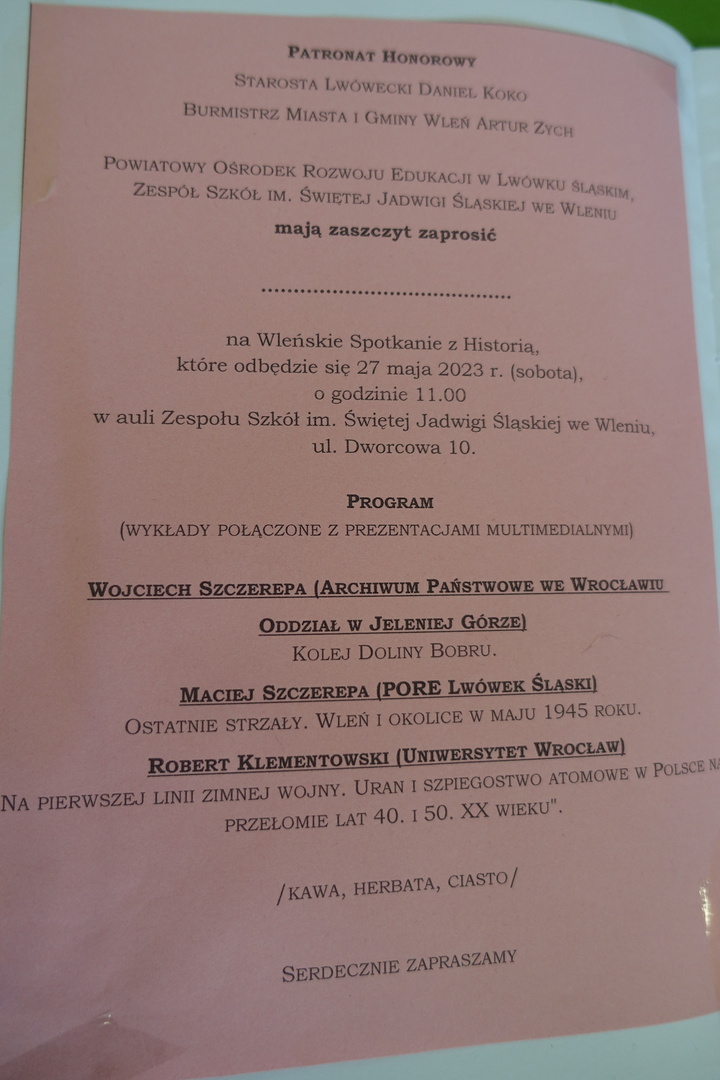 PATRONAT HONOROWY
STAROSTA LWÓWECKI DANIEL KOKO
BURMISTRZ MIASTA I GMINY WLEŃ ARTUR ZYCH
POWIATOWY OŚRODEK ROZWOJU EDUKACJI W LWÓWKU ŚLĄSKIM,
ZESPÓŁ SZKÓŁ IM. ŚWIĘTEJ JADWIGI ŚLĄSKIEJ WE WLENIU
mają zaszczyt zaprosić
.......................................
na Wleńskie Spotkanie z Historią,
które odbędzie się 27 maja 2023 r. (sobota),
o godzinie 11.00
w auli Zespołu Szkół im. Świętej Jadwigi Śląskiej we Wleniu,
ul. Dworcowa 10.
PROGRAM
(WYKŁADY POŁĄCZONE Z PREZENTACJAMI MULTIMEDIALNYMI)
WOJCIECH SZCZEREPA (ARCHIWUM PAŃSTWOWE WE WROCŁAWIU
ODDZIAŁ W JELENIEJ GÓRZE)
KOLEJ DOLINY BOBRU.
MACIEJ SZCZEREPA (PORE LWÓWEK ŚLĄSKI)
OSTATNIE STRZAŁY. WLEŃ I OKOLICE W MAJU 1945 ROKU.
ROBERT KLEMENTOWSKI (UNIWERSYTET WROCŁAW)
NA PIERWSZEJ LINII ZIMNEJ WOJNY. URAN I SZPIEGOSTWO ATOMOWE W POLSCE NA
PRZEŁOMIE LAT 40. I 50. XX WIEKU".
/KAWA, HERBATA, CIASTO/
SERDECZNIE ZAPRASZAMY